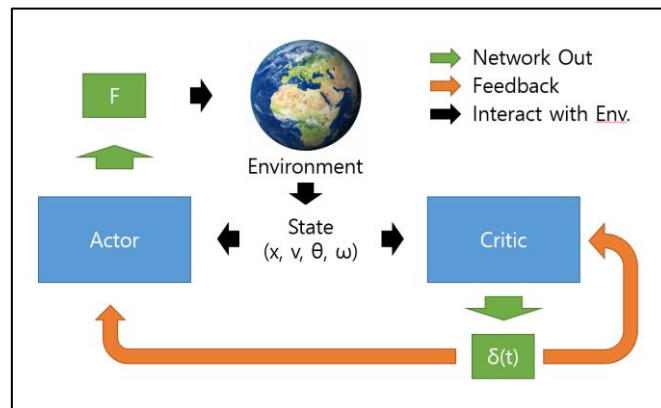 F
Environment
Network Out
Feedback
Interact with Env.
Actor
State
(x, v, θ, ω)
Critic
δ(t)